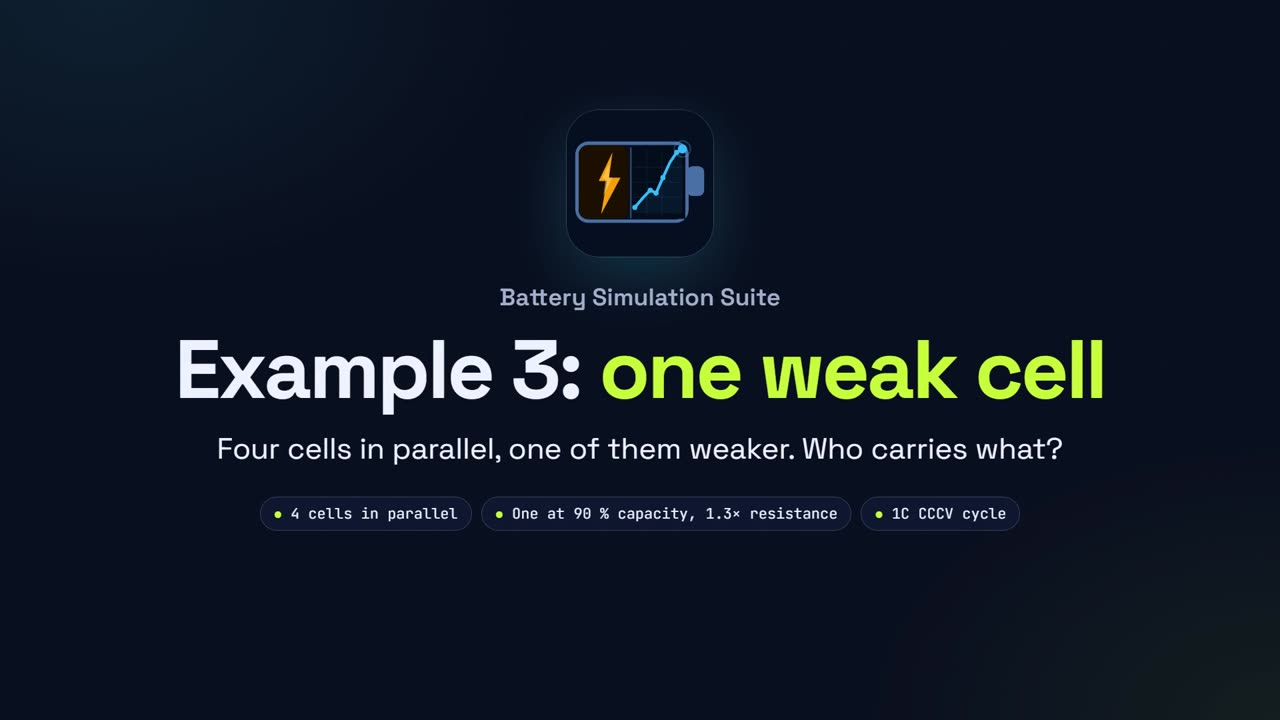 Battery Simulation Suite
Example 3: one weak cell
Four cells in parallel, one of them weaker. Who carries what?
4 cells in parallel
One at 90 % capacity, 1.3× resistance
1C CCCV cycle